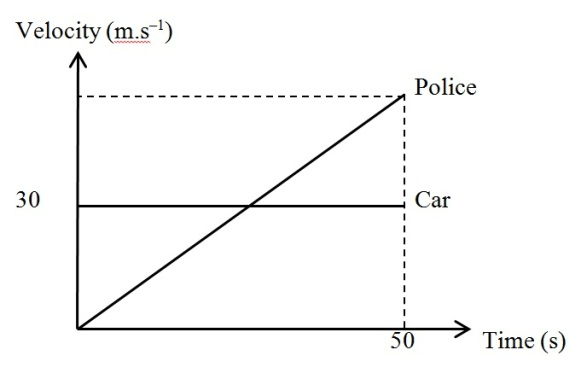 Velocity (m.s⁻¹)
Police
30
Car
50
Time (s)